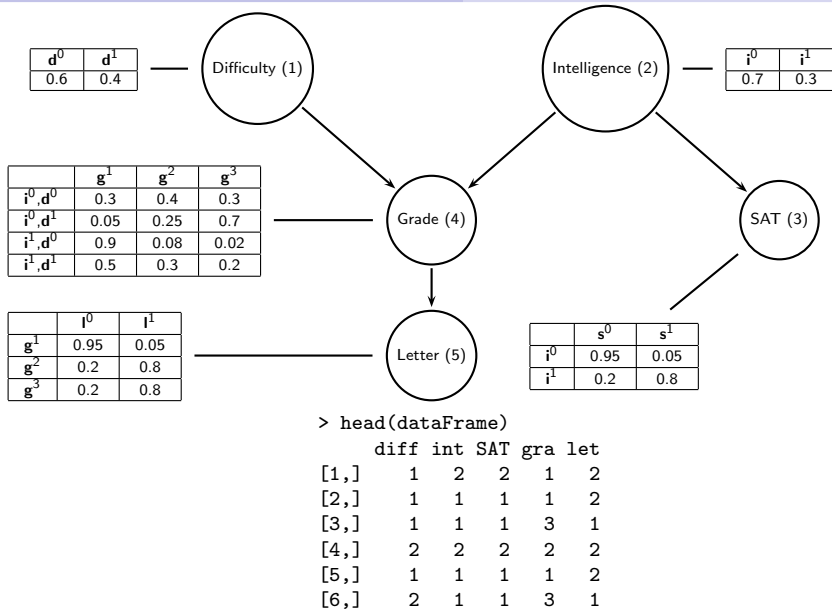 d⁰ d¹
0.6 0.4
Difficulty (1)
Intelligence (2)
i⁰ i¹
0.7 0.3
g¹ g² g³
i⁰,d⁰ 0.3 0.4 0.3
i⁰,d¹ 0.05 0.25 0.7
i¹,d⁰ 0.9 0.08 0.02
i¹,d¹ 0.5 0.3 0.2
Grade (4)
SAT (3)
l⁰ l¹
g¹ 0.95 0.05
g² 0.2 0.8
g³ 0.2 0.8
Letter (5)
s⁰ s¹
i⁰ 0.95 0.05
i¹ 0.2 0.8
> head(dataFrame)
diff int SAT gra let
[1,] 1 2 2 1 2
[2,] 1 1 1 1 2
[3,] 1 1 1 3 1
[4,] 2 2 2 2 2
[5,] 1 1 1 1 2
[6,] 2 1 1 3 1